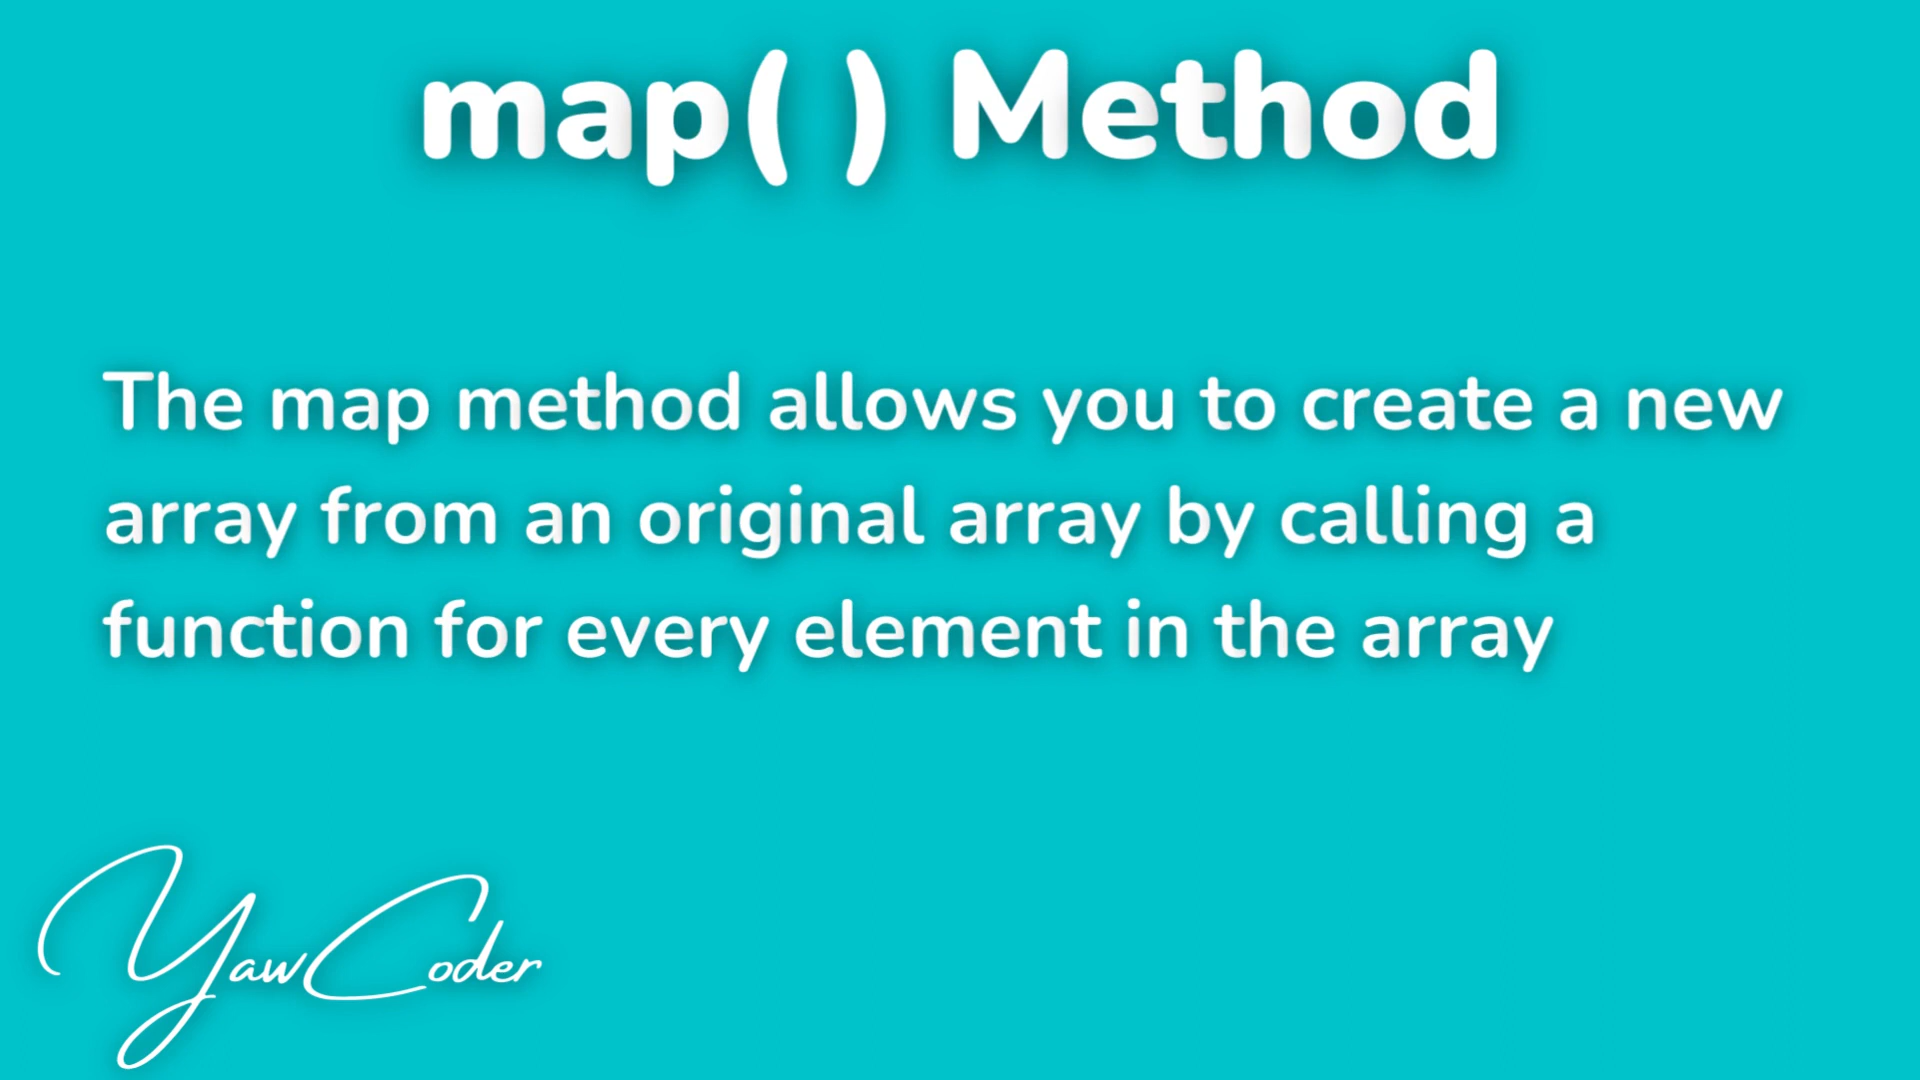 map( ) Method
The map method allows you to create a new
array from an original array by calling a
function for every element in the array
YawCoder